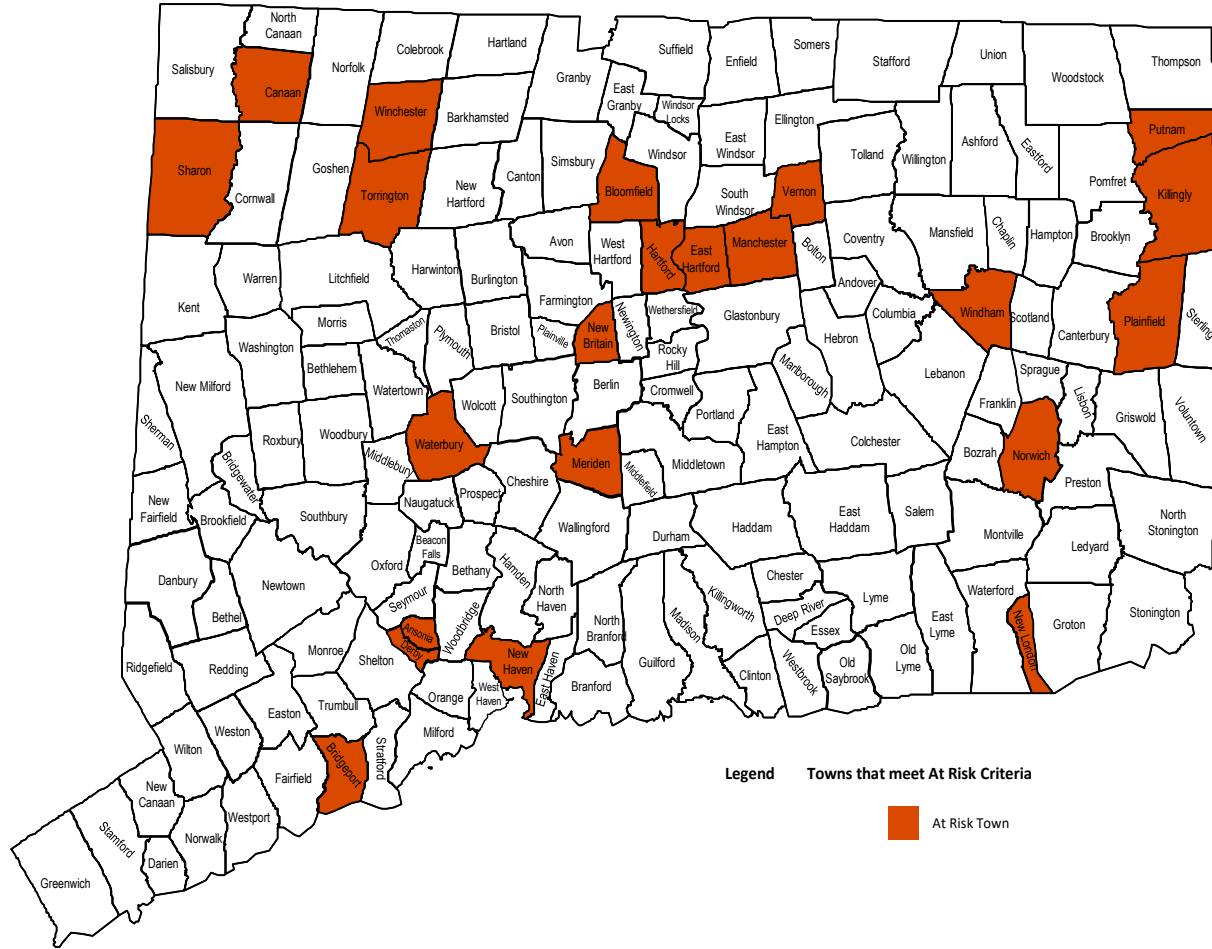 North
Canaan
Colebrook
Hartland
Suffield
Enfield
Somers
Stafford
Union
Woodstock
Thompson
Salisbury
Canaan
Norfolk
Granby
East
Granby
Windsor
Locks
Winchester
Barkhamsted
East
Windsor
Ellington
Putnam
Sharon
Cornwall
Goshen
Torrington
New
Hartford
Canton
Simsbury
Bloomfield
Windsor
South
Windsor
Vernon
Tolland
Willington
Ashford
Eastford
Pomfret
Killingly
Avon
West
Hartford
Hartford
East
Hartford
Manchester
Bolton
Coventry
Mansfield
Chaplin
Hampton
Brooklyn
Kent
Warren
Litchfield
Harwinton
Burlington
Farmington
Newington
Wethersfield
Glastonbury
Andover
Columbia
Windham
Scotland
Canterbury
Plainfield
Sterling
Morris
Thomaston
Plymouth
Bristol
Plainville
New
Britain
Rocky
Hill
Marlborough
Hebron
Washington
Bethlehem
Watertown
New Milford
Sherman
Wolcott
Southington
Berlin
Cromwell
Portland
East
Hampton
Lebanon
Franklin
Sprague
Lisbon
Griswold
Voluntown
Roxbury
Woodbury
Bridgewater
Middlebury
Waterbury
Cheshire
Meriden
Middlefield
Middletown
Colchester
Bozrah
Norwich
Preston
New
Fairfield
Brookfield
Southbury
Naugatuck
Prospect
Wallingford
Durham
Haddam
East
Haddam
Salem
Montville
Ledyard
North
Stonington
Danbury
Newtown
Oxford
Beacon
Falls
Bethany
Hamden
North
Haven
Bethel
Seymour
Woodbridge
North
Branford
Guilford
Madison
Killingworth
Chester
Deep River
Essex
Lyme
East
Lyme
Waterford
New London
Groton
Stonington
Ridgefield
Redding
Monroe
Shelton
Ansonia
Derby
New
Haven
East Haven
Branford
Clinton
Westbrook
Old
Saybrook
Old
Lyme
Orange
West
Haven
Milford
Wilton
Weston
Easton
Trumbull
Stratford
Bridgeport
Fairfield
New
Canaan
Westport
Norwalk
Darien
Stamford
Greenwich
Legend Towns that meet At Risk Criteria
At Risk Town